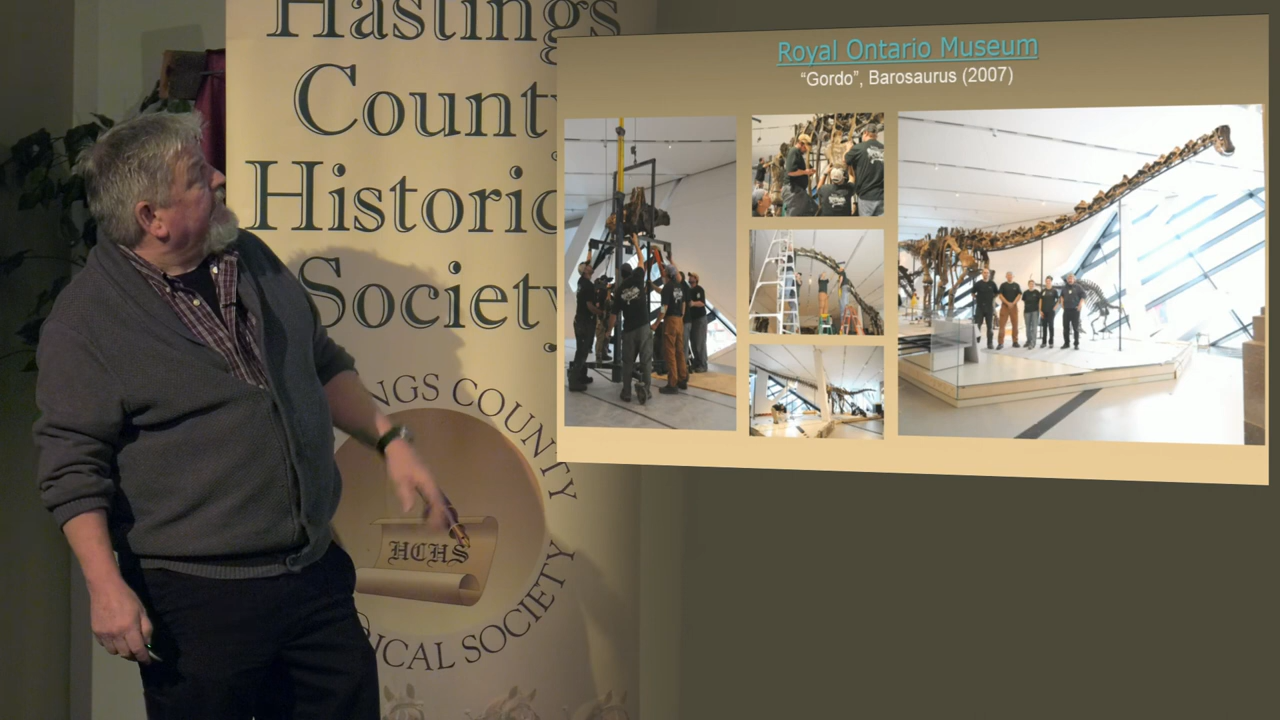 Hastings
County
Historic
Society
NGS COUNTY
HCHS
ICAL SOCIETY
Royal Ontario Museum
“Gordo”, Barosaurus (2007)